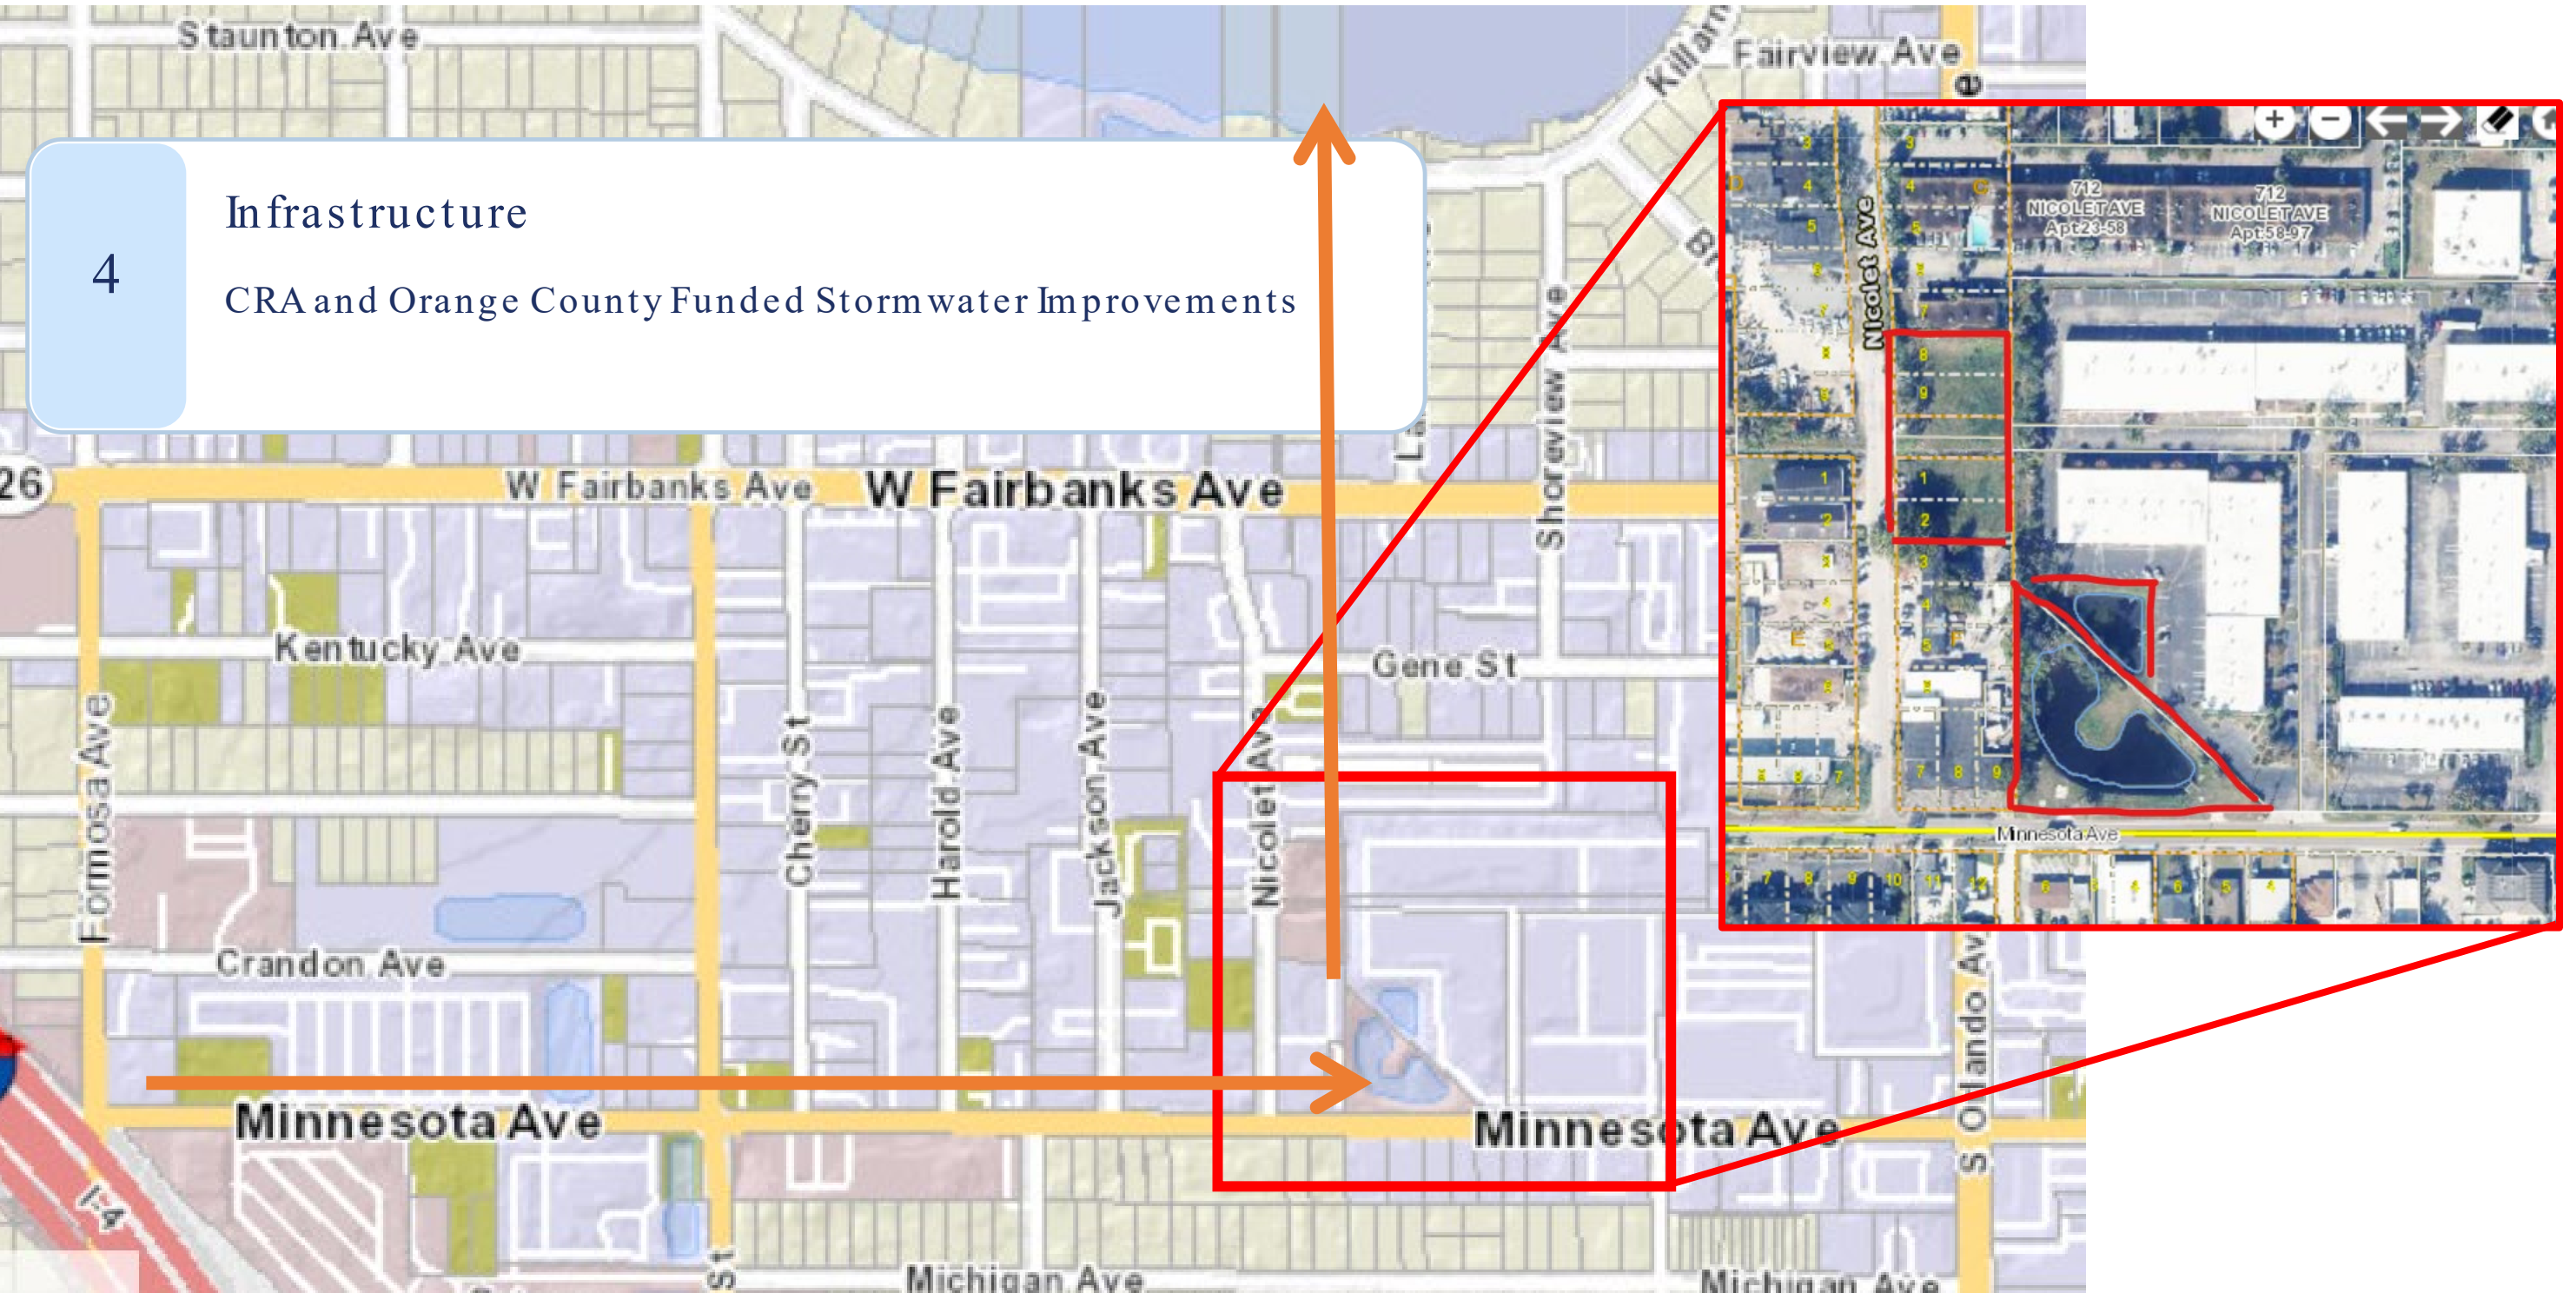 Staunton Ave
Fairview Ave
4
Infrastructure
CRA and Orange County Funded Stormwater Improvements
712
NICOLET AVE
Apt 23-58
712
NICOLET AVE
Apt 58-97
Nicolet Ave
26
W Fairbanks Ave
W Fairbanks Ave
Shoreview Ave
Kentucky Ave
Gene St
Formosa Ave
Cherry St
Harold Ave
Jackson Ave
Nicolet Ave
Minnesota Ave
Crandon Ave
S Orlando Av
Minnesota Ave
Minnesota Ave
I-4
St
Michigan Ave
Michigan Ave